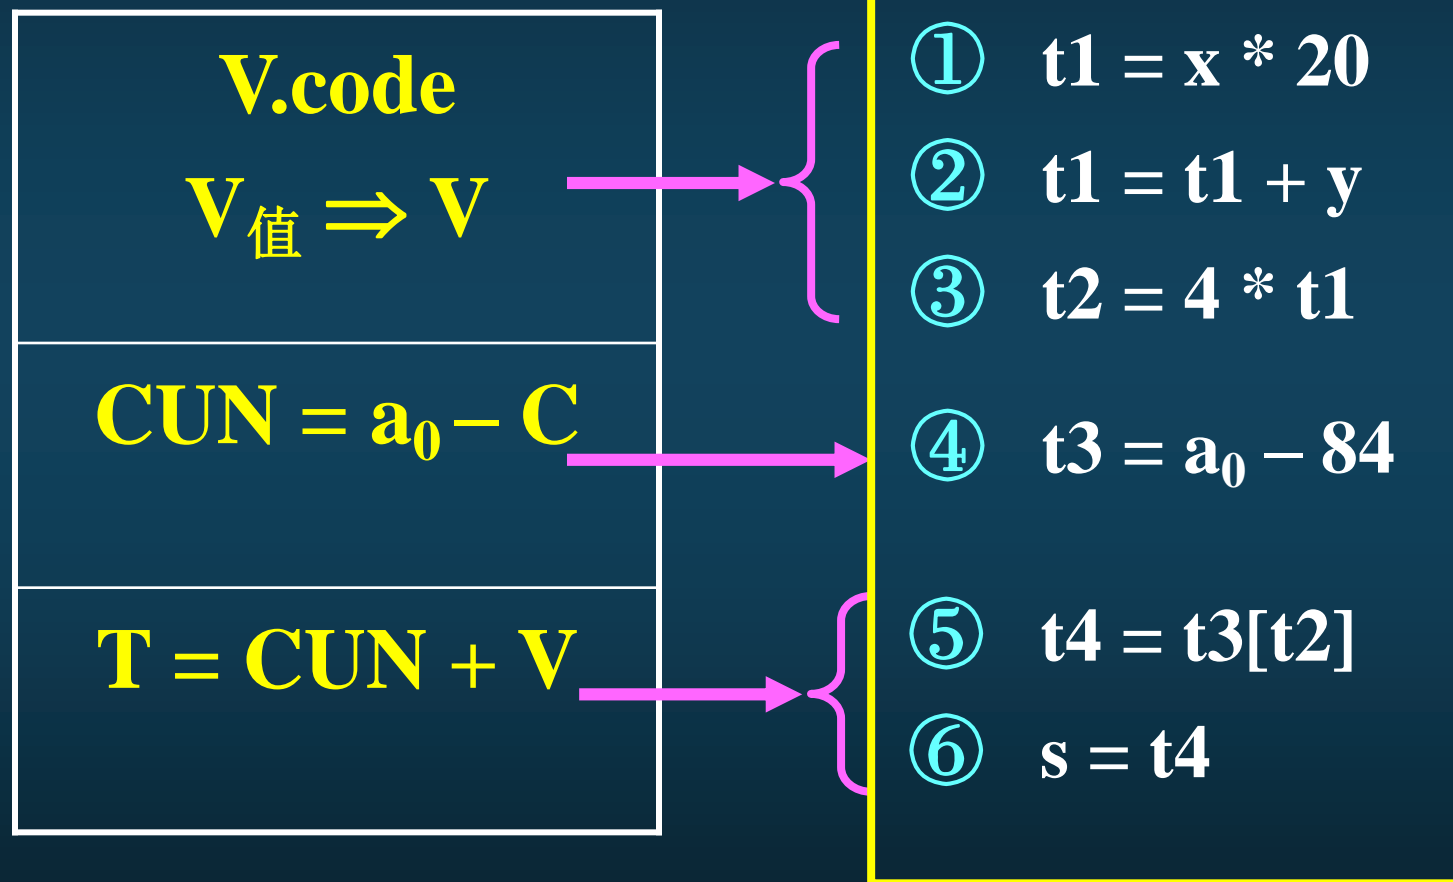 V.code
V值 ⇒ V
CUN = a₀ – C
T = CUN + V
① t1 = x * 20
② t1 = t1 + y
③ t2 = 4 * t1
④ t3 = a₀ – 84
⑤ t4 = t3[t2]
⑥ s = t4